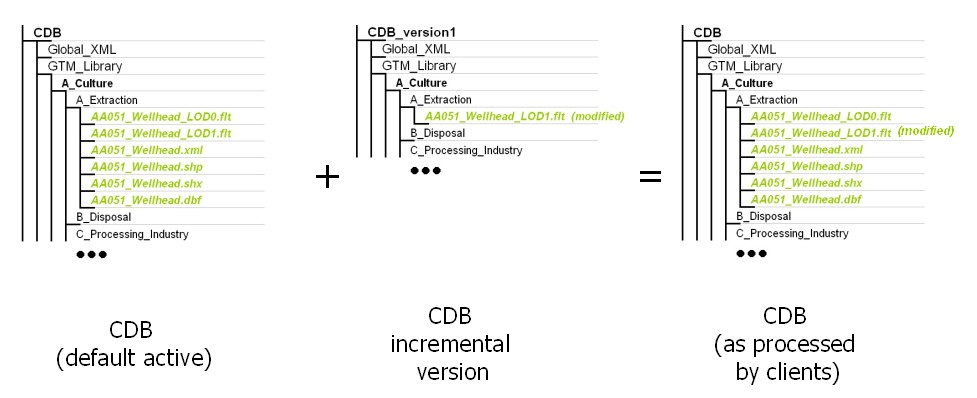 CDB
Global_XML
GTM_Library
A_Culture
A_Extraction
AA051_Wellhead_LOD0.flt
AA051_Wellhead_LOD1.flt
AA051_Wellhead.xml
AA051_Wellhead.shp
AA051_Wellhead.shx
AA051_Wellhead.dbf
B_Disposal
C_Processing_Industry
•••
CDB
(default active)
+
CDB_version1
Global_XML
GTM_Library
A_Culture
A_Extraction
AA051_Wellhead_LOD1.flt (modified)
B_Disposal
C_Processing_Industry
•••
CDB
incremental
version
=
CDB
Global_XML
GTM_Library
A_Culture
A_Extraction
AA051_Wellhead_LOD0.flt
AA051_Wellhead_LOD1.flt (modified)
AA051_Wellhead.xml
AA051_Wellhead.shp
AA051_Wellhead.shx
AA051_Wellhead.dbf
B_Disposal
C_Processing_Industry
•••
CDB
(as processed
by clients)